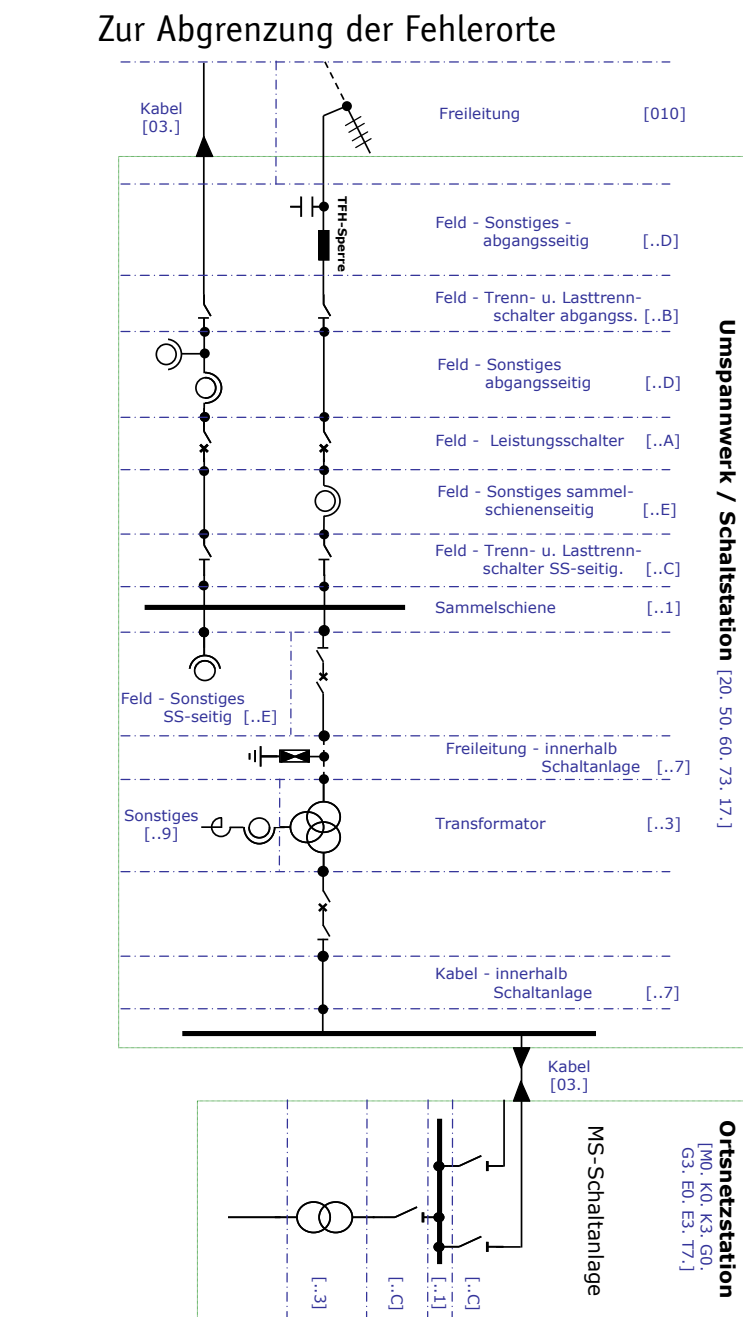 Zur Abgrenzung der Fehlerorte
Kabel
[03.]
Freileitung [010]
TFH-Sperre
Feld - Sonstiges -
abgangsseitig [..D]
Feld - Trenn- u. Lasttrenn-
schalter abgangss. [..B]
Feld - Sonstiges
abgangsseitig [..D]
Feld - Leistungsschalter [..A]
Feld - Sonstiges sammel-
schienenseitig [..E]
Feld - Trenn- u. Lasttrenn-
schalter SS-seitig. [..C]
Sammelschiene [..1]
Feld - Sonstiges
SS-seitig [..E]
Freileitung - innerhalb
Schaltanlage [..7]
Sonstiges
[..9]
Transformator [..3]
Kabel - innerhalb
Schaltanlage [..7]
Umspannwerk / Schaltstation [20. 50. 60. 73. 17.]
Kabel
[03.]
Ortsnetzstation
[M0. K0. K3. G0.
G3. E0. E3. T7.]
MS-Schaltanlage
[..3]
[..C]
[..1]
[..C]